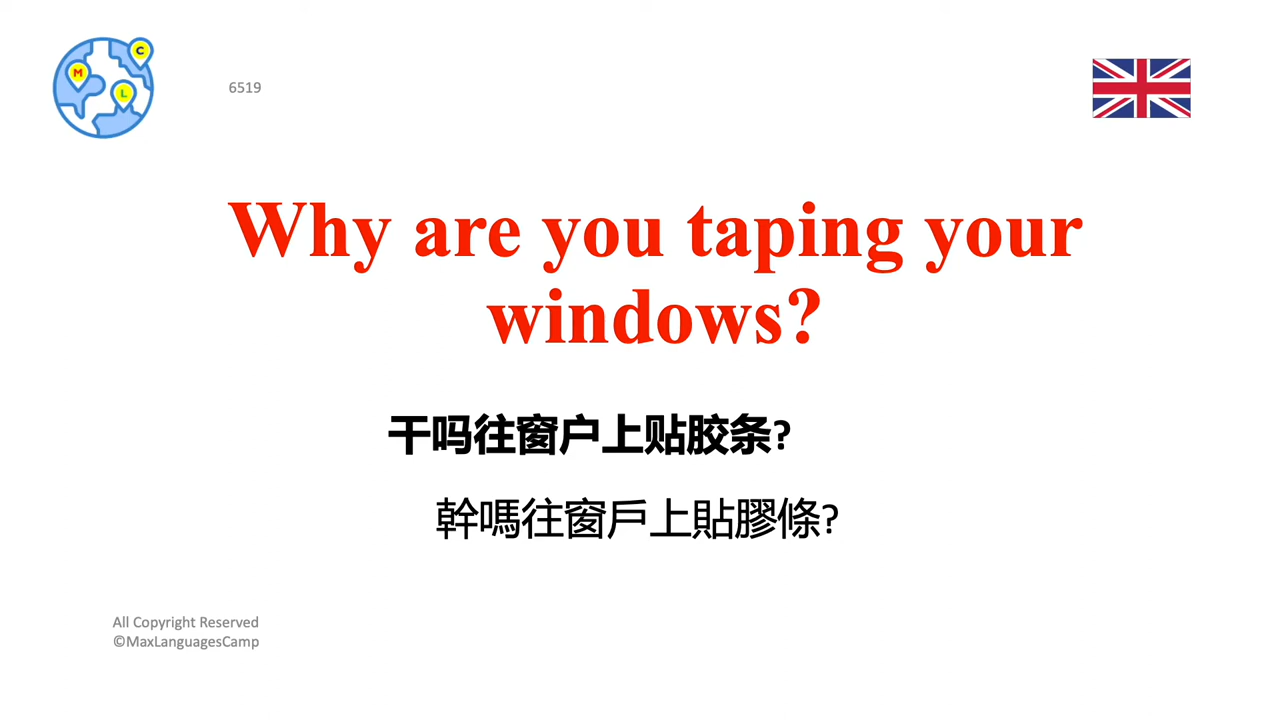 M
C
L
6519
Why are you taping your
windows?
干吗往窗户上贴胶条?
幹嗎往窗戶上貼膠條?
All Copyright Reserved
©MaxLanguagesCamp